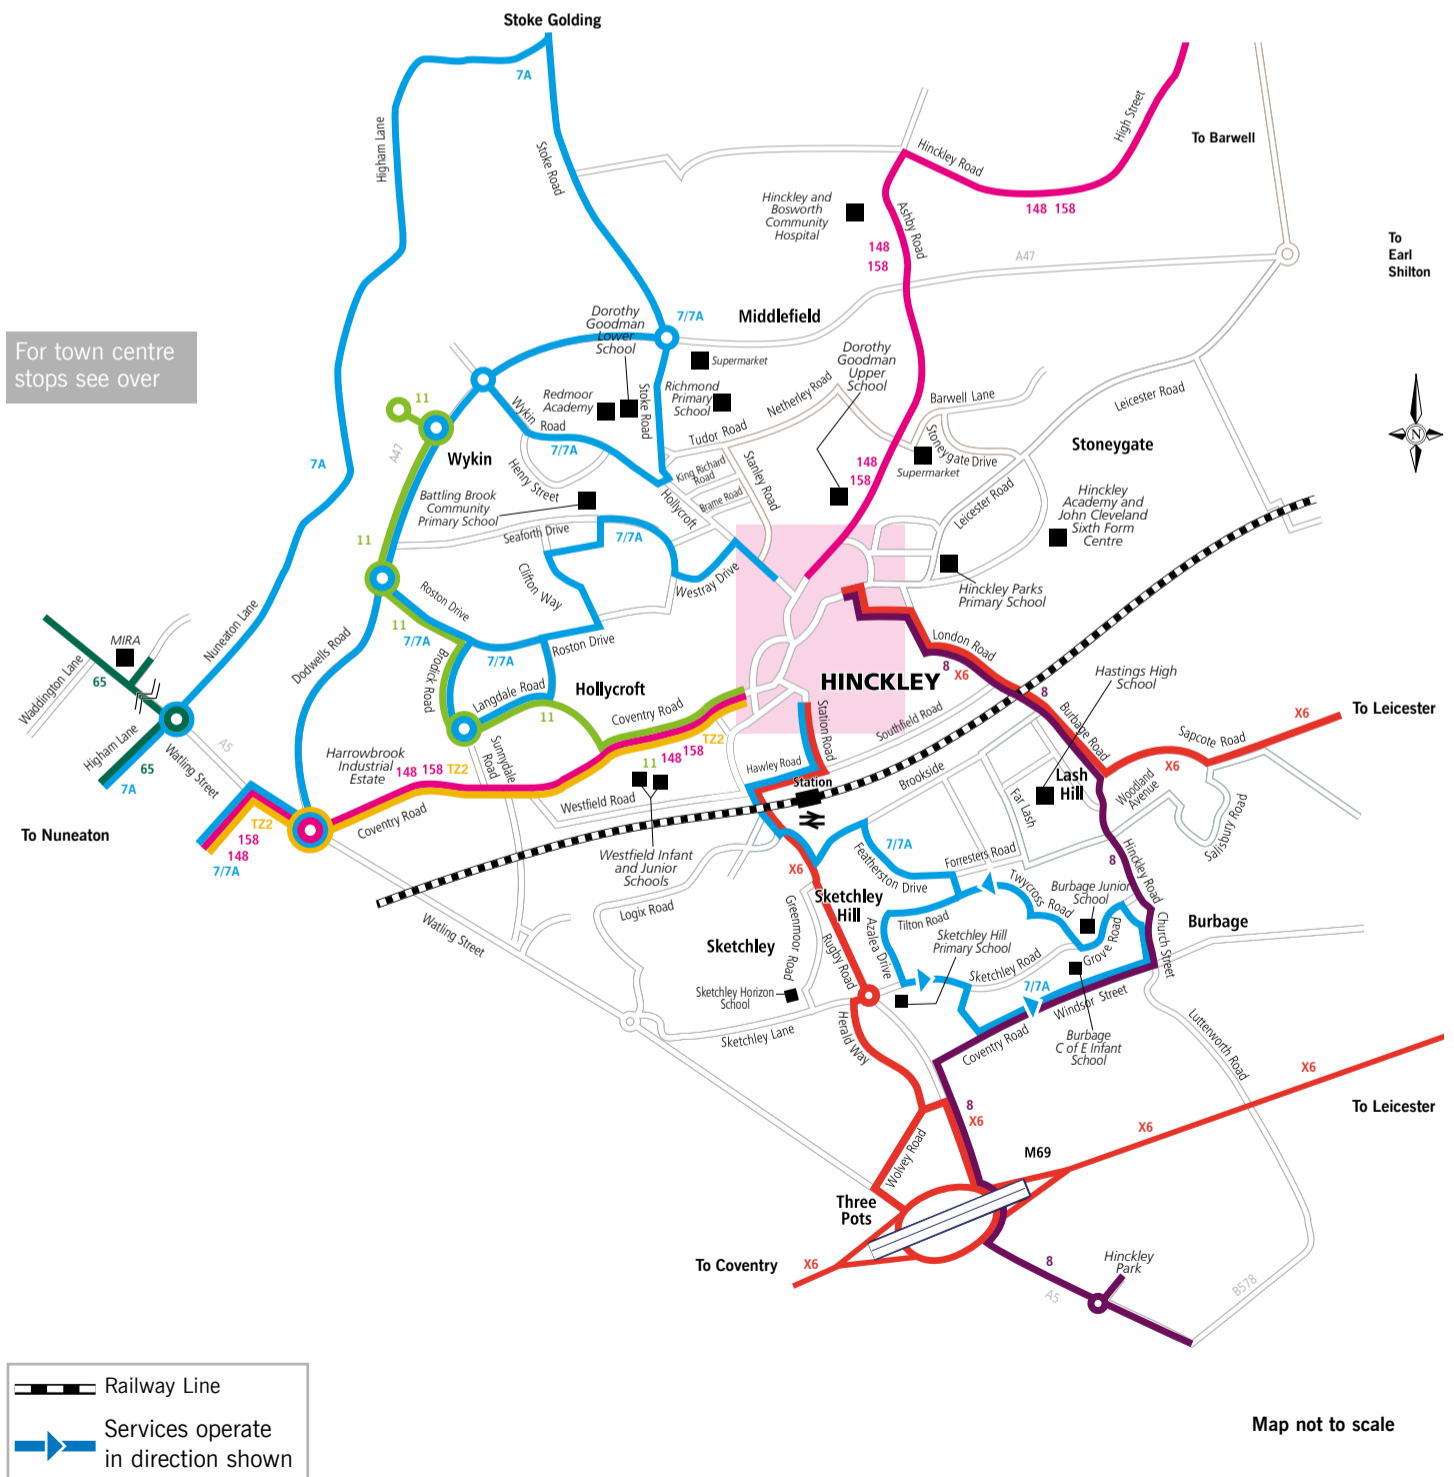 Stoke Golding
7A
Higham Lane
Stoke Road
Hinckley Road
High Street
To Barwell
148 158
Hinckley and
Bosworth
Community
Hospital
Ashby Road
148
158
A47
To
Earl
Shilton
7/7A
Middlefield
Dorothy
Goodman
Lower
School
Supermarket
Dorothy
Goodman
Upper
School
For town centre
stops see over
11
A47
Wykin
Road
Redmoor
Academy
Stoke Road
Richmond
Primary
School
Netherley Road
Barwell Lane
Leicester Road
Tudor Road
Stoneygate Drive
Stoneygate
Supermarket
7A
Wykin
7/7A
Henry Street
King Richard
Road
Brame Road
Stanley Road
Hollycroft
148
158
Leicester Road
Battling Brook
Community
Primary School
Hinckley
Academy and
John Cleveland
Sixth Form
Centre
N
11
Seaforth Drive
7/7A
Clifton Way
Westray Drive
Hinckley Parks
Primary School
Roston Drive
11
7/7A
7/7A
Roston Drive
Nuneaton Lane
MIRA
Waddington Lane
65
Dodwells Road
Brodick Road
Langdale Road
Hollycroft
London Road
8
X6
HINCKLEY
Hastings High
School
8
Higham Lane
65
7A
A5
Watling Street
11
Coventry Road
TZ2
Sunnydale
Road
Station Road
Southfield Road
Burbage Road
X6
To Leicester
Sapcote Road
X6
Harrowbrook
Industrial
Estate
148 158 TZ2
11 148 158
Hawley Road
Station
Brookside
Lash
Hill
Far Lash
Woodland
Avenue
Salisbury Road
Westfield Road
Coventry Road
To Nuneaton
TZ2
158
148
7/7A
Westfield Infant
and Junior
Schools
X6
7/7A
Featherston Drive
Forresters Road
8
Hinckley Road
Twycross Road
Burbage Junior
School
Sketchley
Hill
Logix Road
Watling Street
Greenmoor Road
Sketchley
Rugby Road
Azalea Drive
Tilton Road
Sketchley Hill
Primary School
Sketchley Road
Grove Road
Church Street
Burbage
Sketchley Horizon
School
7/7A
Windsor Street
Sketchley Lane
Herald Way
Coventry Road
Burbage
C of E Infant
School
Lutterworth Road
X6
8
X6
To Leicester
X6
Wolvey Road
M69
Three
Pots
To Coventry
X6
8
A5
Hinckley
Park
B578
Railway Line
Services operate
in direction shown
Map not to scale